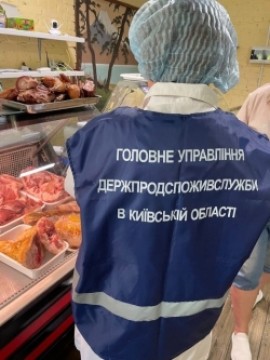 ГОЛОВНЕ УПРАВЛІННЯ
ДЕРЖПРОДСПОЖИВСЛУЖБИ
В КИЇВСЬКІЙ ОБЛАСТІ